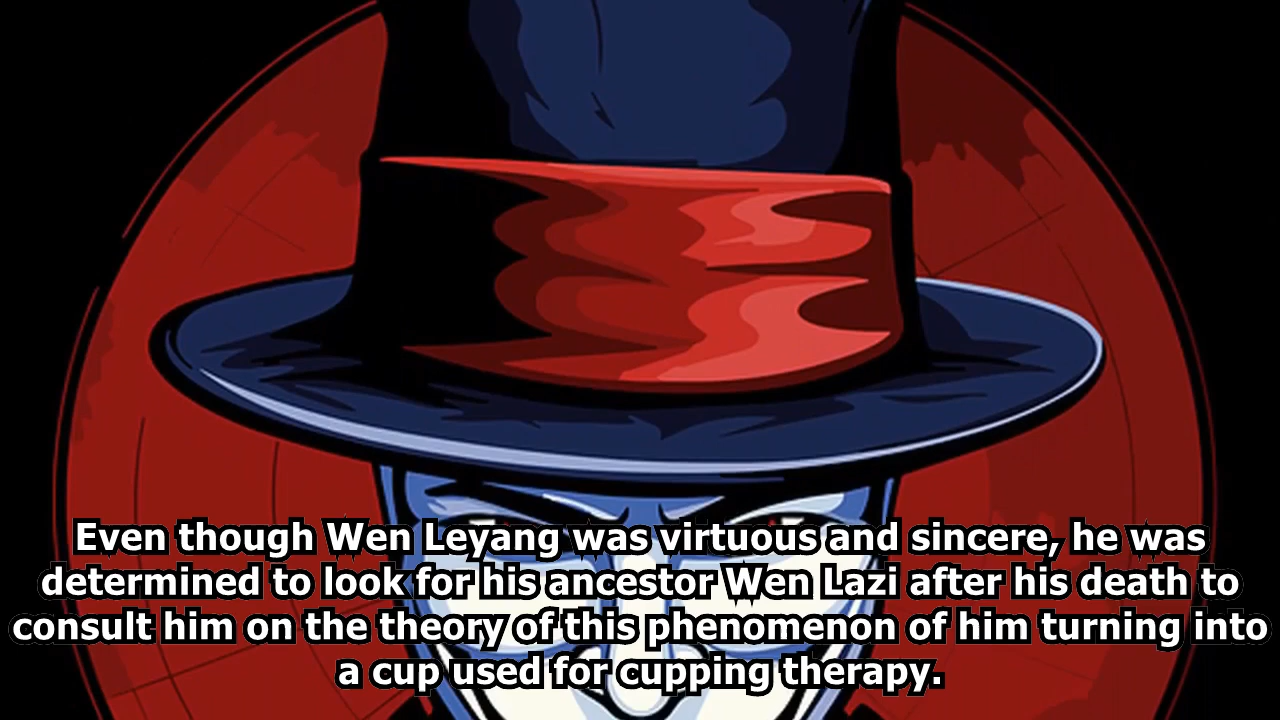 Even though Wen Leyang was virtuous and sincere, he was
determined to look for his ancestor Wen Lazi after his death to
consult him on the theory of this phenomenon of him turning into
a cup used for cupping therapy.